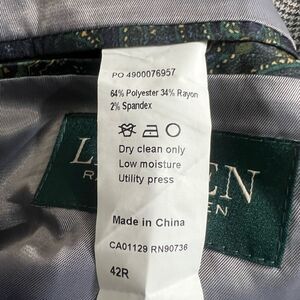 PO 4900076957
64% Polyester 34% Rayon
2% Spandex
Dry clean only
Low moisture
Utility press
Made in China
CA01129 RN90736
42R